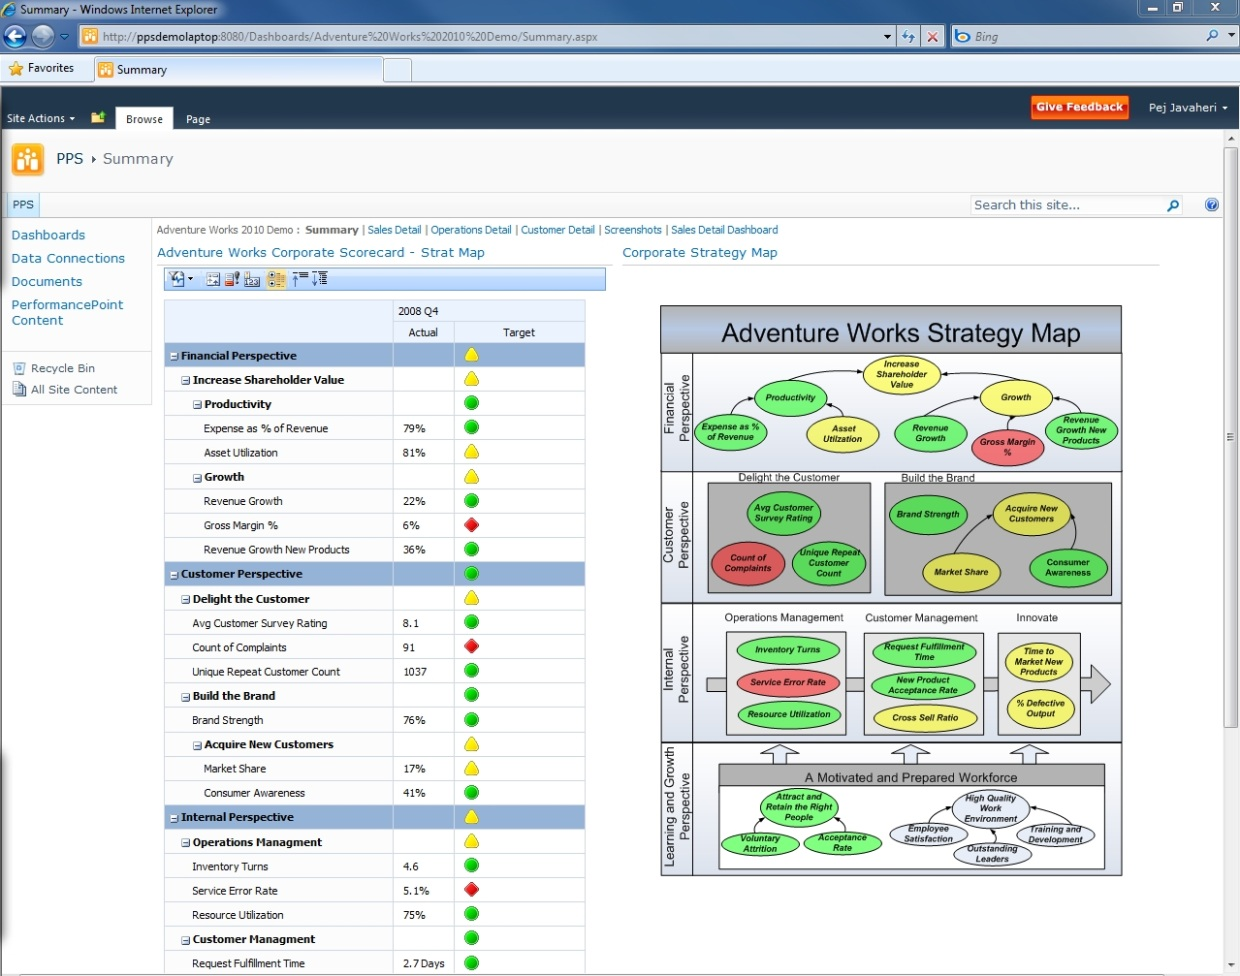 Summary - Windows Internet Explorer
http://ppsdemolaptop:8080/Dashboards/Adventure%20Works%202010%20Demo/Summary.aspx
Bing
Favorites
Summary
Site Actions
Browse
Page
Give Feedback
Pej Javaheri
PPS
Summary
PPS
Search this site...
Dashboards
Data Connections
Documents
PerformancePoint
Content
Recycle Bin
All Site Content
Adventure Works 2010 Demo : Summary | Sales Detail | Operations Detail | Customer Detail | Screenshots | Sales Detail Dashboard
Adventure Works Corporate Scorecard - Strat Map
2008 Q4
Actual Target
Financial Perspective
Increase Shareholder Value
Productivity
Expense as % of Revenue 79%
Asset Utilization 81%
Growth
Revenue Growth 22%
Gross Margin % 6%
Revenue Growth New Products 36%
Customer Perspective
Delight the Customer
Avg Customer Survey Rating 8.1
Count of Complaints 91
Unique Repeat Customer Count 1037
Build the Brand
Brand Strength 76%
Acquire New Customers
Market Share 17%
Consumer Awareness 41%
Internal Perspective
Operations Managment
Inventory Turns 4.6
Service Error Rate 5.1%
Resource Utilization 75%
Customer Managment
Request Fulfillment Time 2.7 Days
Corporate Strategy Map
Adventure Works Strategy Map
Financial
Perspective
Increase
Shareholder
Value
Productivity
Growth
Expense as %
of Revenue
Asset
Utilzation
Revenue
Growth
Gross Margin
%
Revenue
Growth New
Products
Customer
Perspective
Delight the Customer
Avg Customer
Survey Rating
Count of
Complaints
Unique Repeat
Customer
Count
Build the Brand
Brand Strength
Acquire New
Customers
Market Share
Consumer
Awareness
Internal
Perspective
Operations Management
Inventory Turns
Service Error Rate
Resource Utilization
Customer Management
Request Fulfillment
Time
New Product
Acceptance Rate
Cross Sell Ratio
Innovate
Time to
Market New
Products
% Defective
Output
Learning and Growth
Perspective
A Motivated and Prepared Workforce
Attract and
Retain the Right
People
Voluntary
Attrition
Acceptance
Rate
High Quality
Work
Environment
Employee
Satisfaction
Outstanding
Leaders
Training and
Development